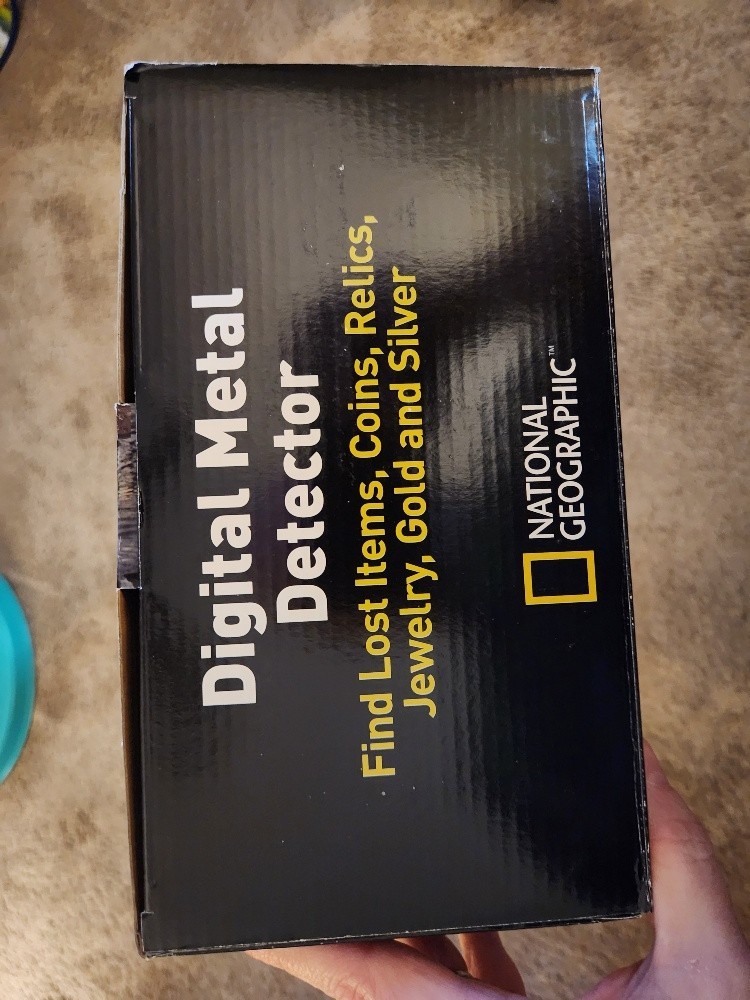 Digital Metal
Detector
Find Lost Items, Coins, Relics,
Jewelry, Gold and Silver
NATIONAL
GEOGRAPHIC™